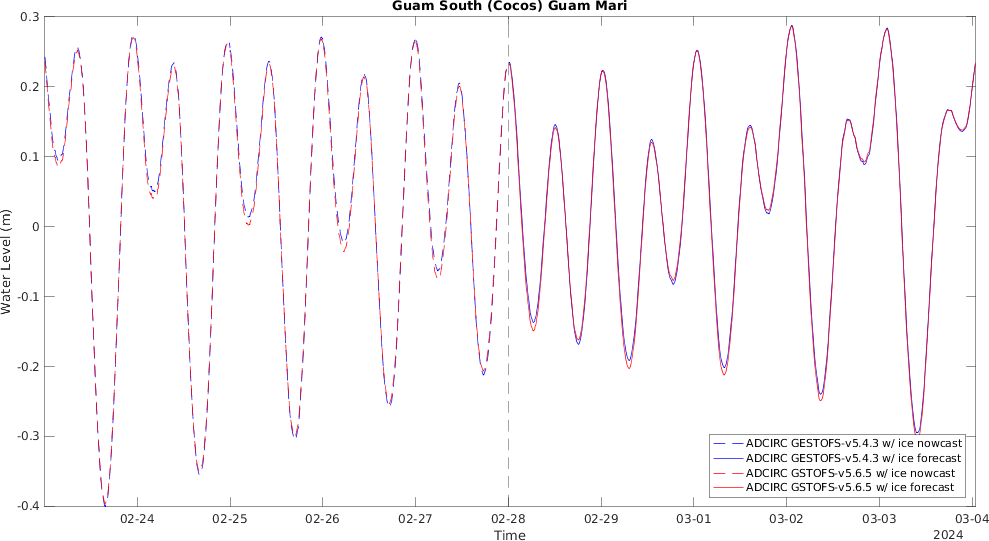 Guam South (Cocos) Guam Mari
0.3
0.2
0.1
0
-0.1
-0.2
-0.3
-0.4
Water Level (m)
ADCIRC GESTOFS-v5.4.3 w/ ice nowcast
ADCIRC GESTOFS-v5.4.3 w/ ice forecast
ADCIRC GSTOFS-v5.6.5 w/ ice nowcast
ADCIRC GSTOFS-v5.6.5 w/ ice forecast
02-24 02-25 02-26 02-27 02-28 02-29 03-01 03-02 03-03 03-04
Time 2024